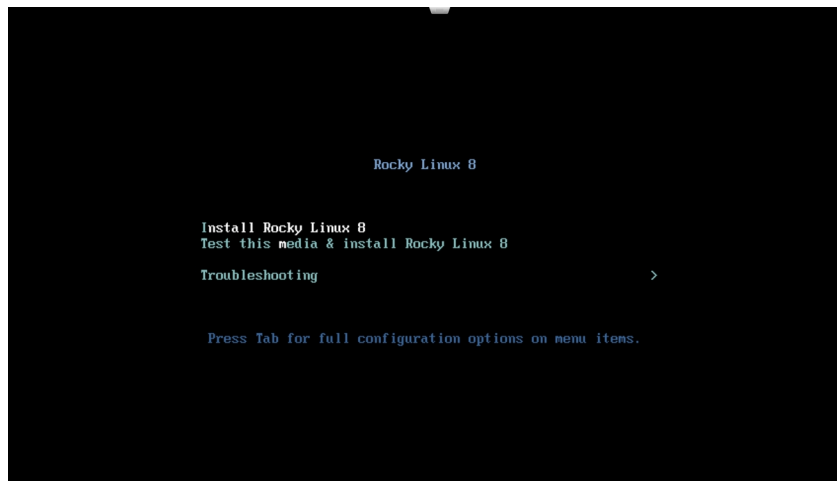 Rocky Linux 8
Install Rocky Linux 8
Test this media & install Rocky Linux 8
Troubleshooting >
Press Tab for full configuration options on menu items.